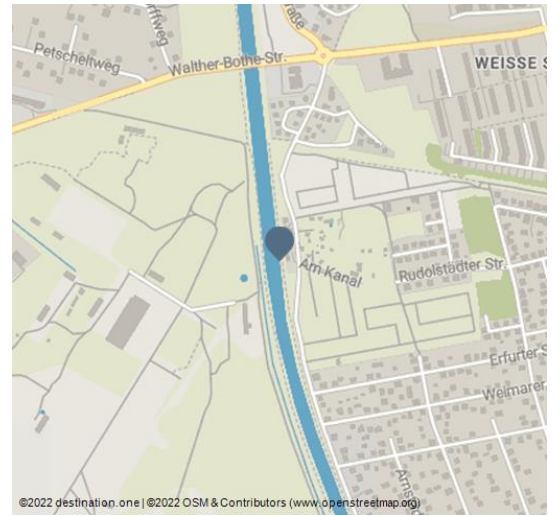 Petscheltweg
Walther-Bothe-Str.
WEISSE S
Am Kanal
Rudolstädter Str.
Erfurter S
Weimarer
©2022 destination.one | ©2022 OSM & Contributors (www.openstreetmap.org)